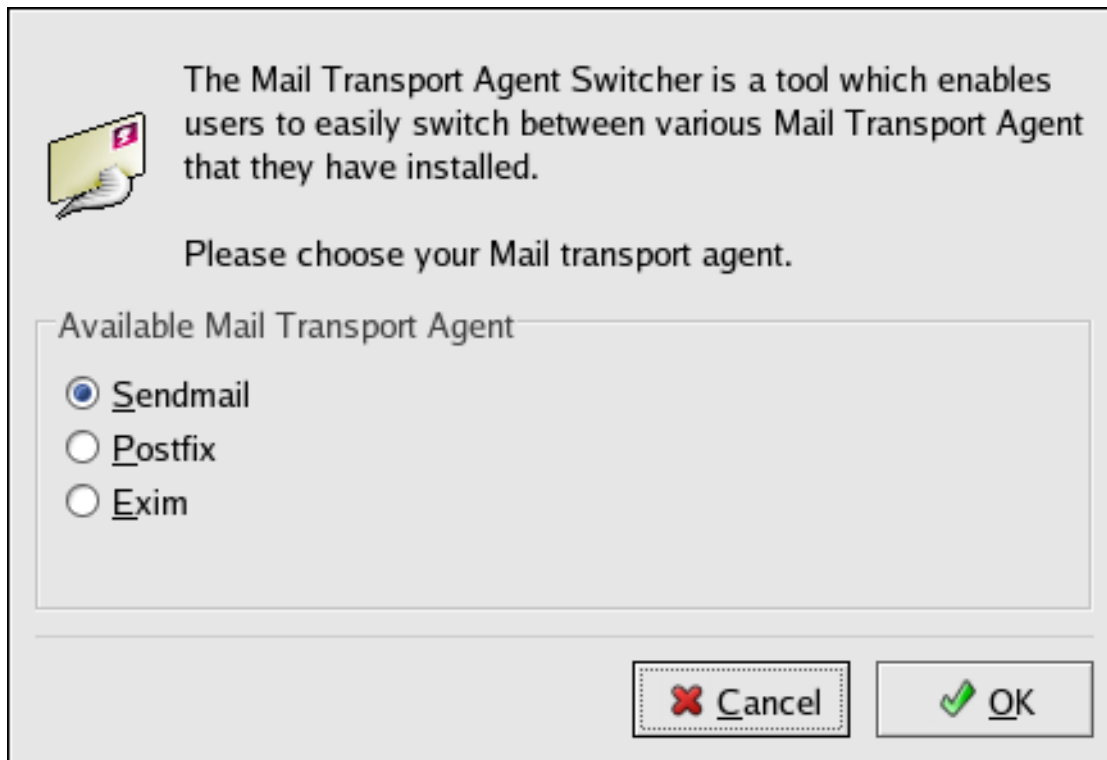 The Mail Transport Agent Switcher is a tool which enables
users to easily switch between various Mail Transport Agent
that they have installed.
Please choose your Mail transport agent.
Available Mail Transport Agent
Sendmail
Postfix
Exim
Cancel
OK